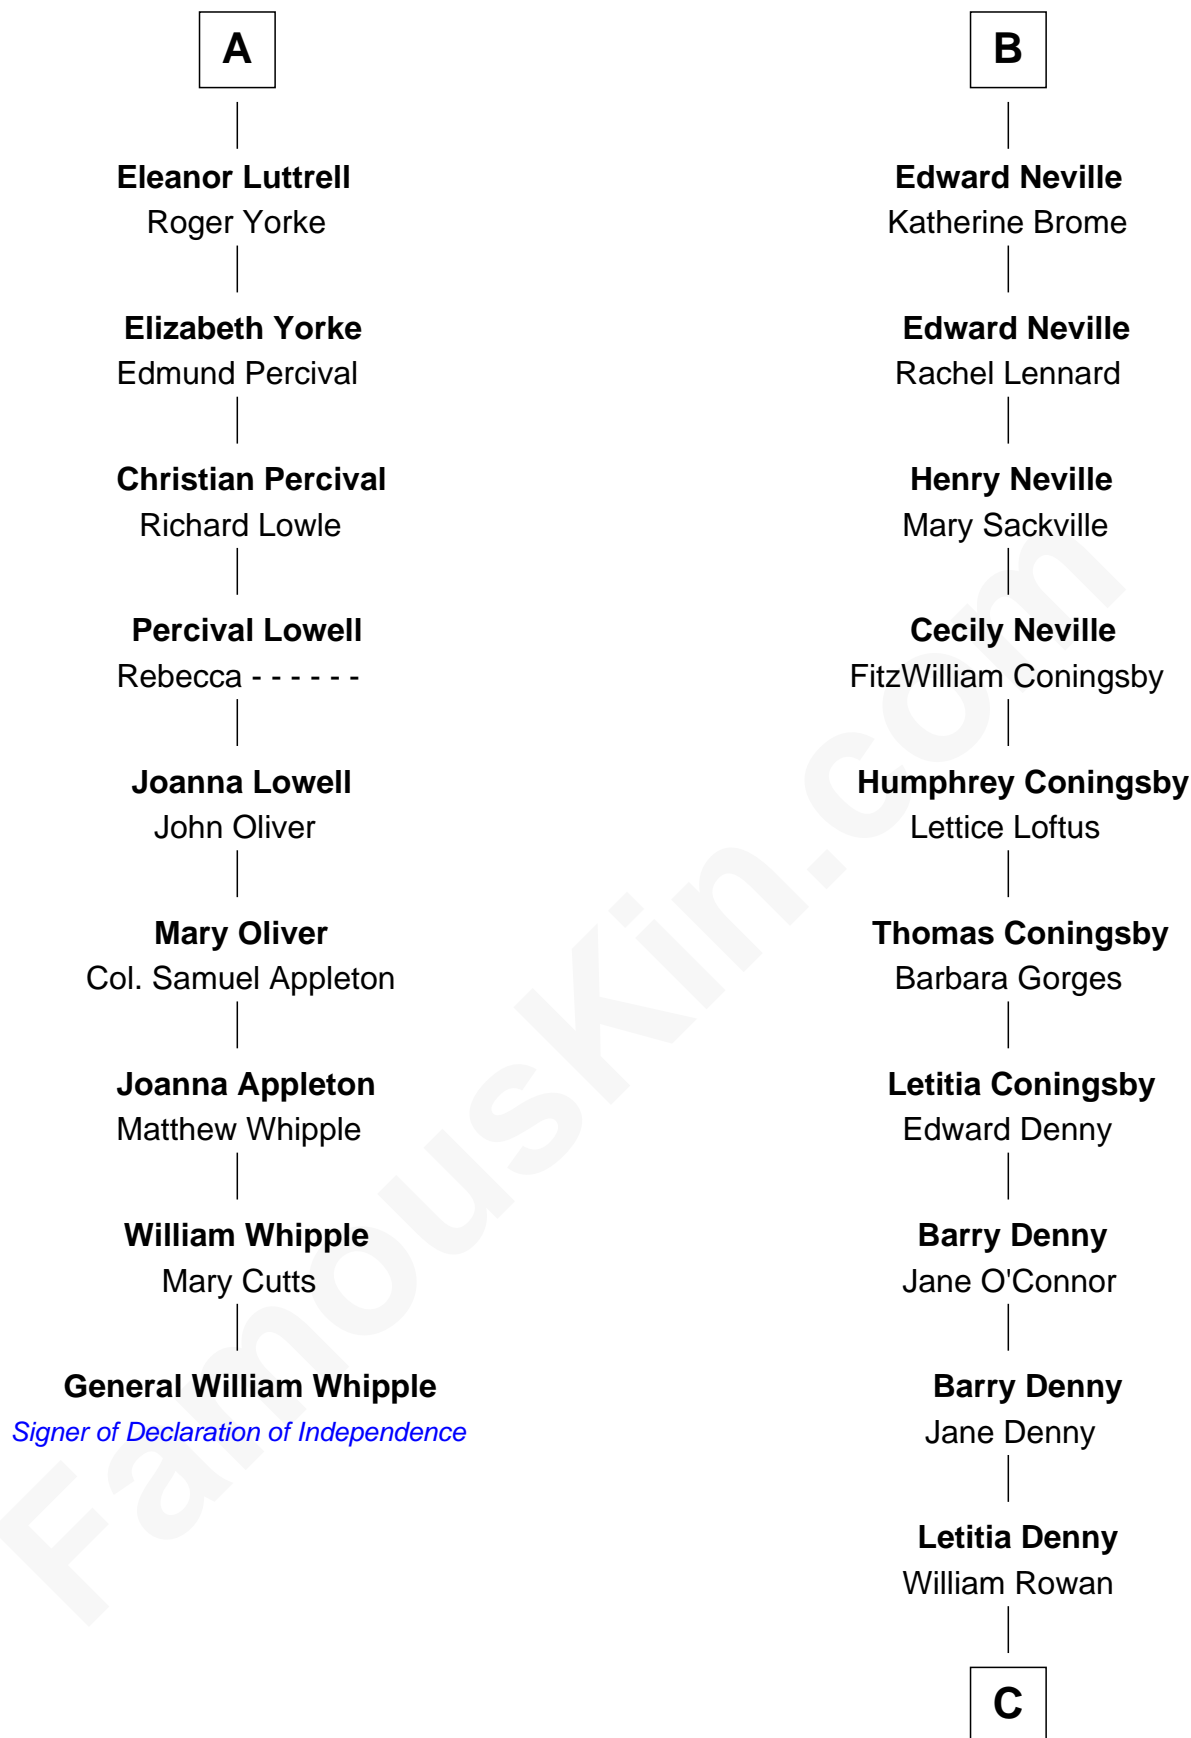 A
Eleanor Luttrell
Roger Yorke
Elizabeth Yorke
Edmund Percival
Christian Percival
Richard Lowle
Percival Lowell
Rebecca - - - - - -
Joanna Lowell
John Oliver
Mary Oliver
Col. Samuel Appleton
Joanna Appleton
Matthew Whipple
William Whipple
Mary Cutts
General William Whipple
Signer of Declaration of Independence
B
Edward Neville
Katherine Brome
Edward Neville
Rachel Lennard
Henry Neville
Mary Sackville
Cecily Neville
FitzWilliam Coningsby
Humphrey Coningsby
Lettice Loftus
Thomas Coningsby
Barbara Gorges
Letitia Coningsby
Edward Denny
Barry Denny
Jane O'Connor
Barry Denny
Jane Denny
Letitia Denny
William Rowan
C
FamousKin.com